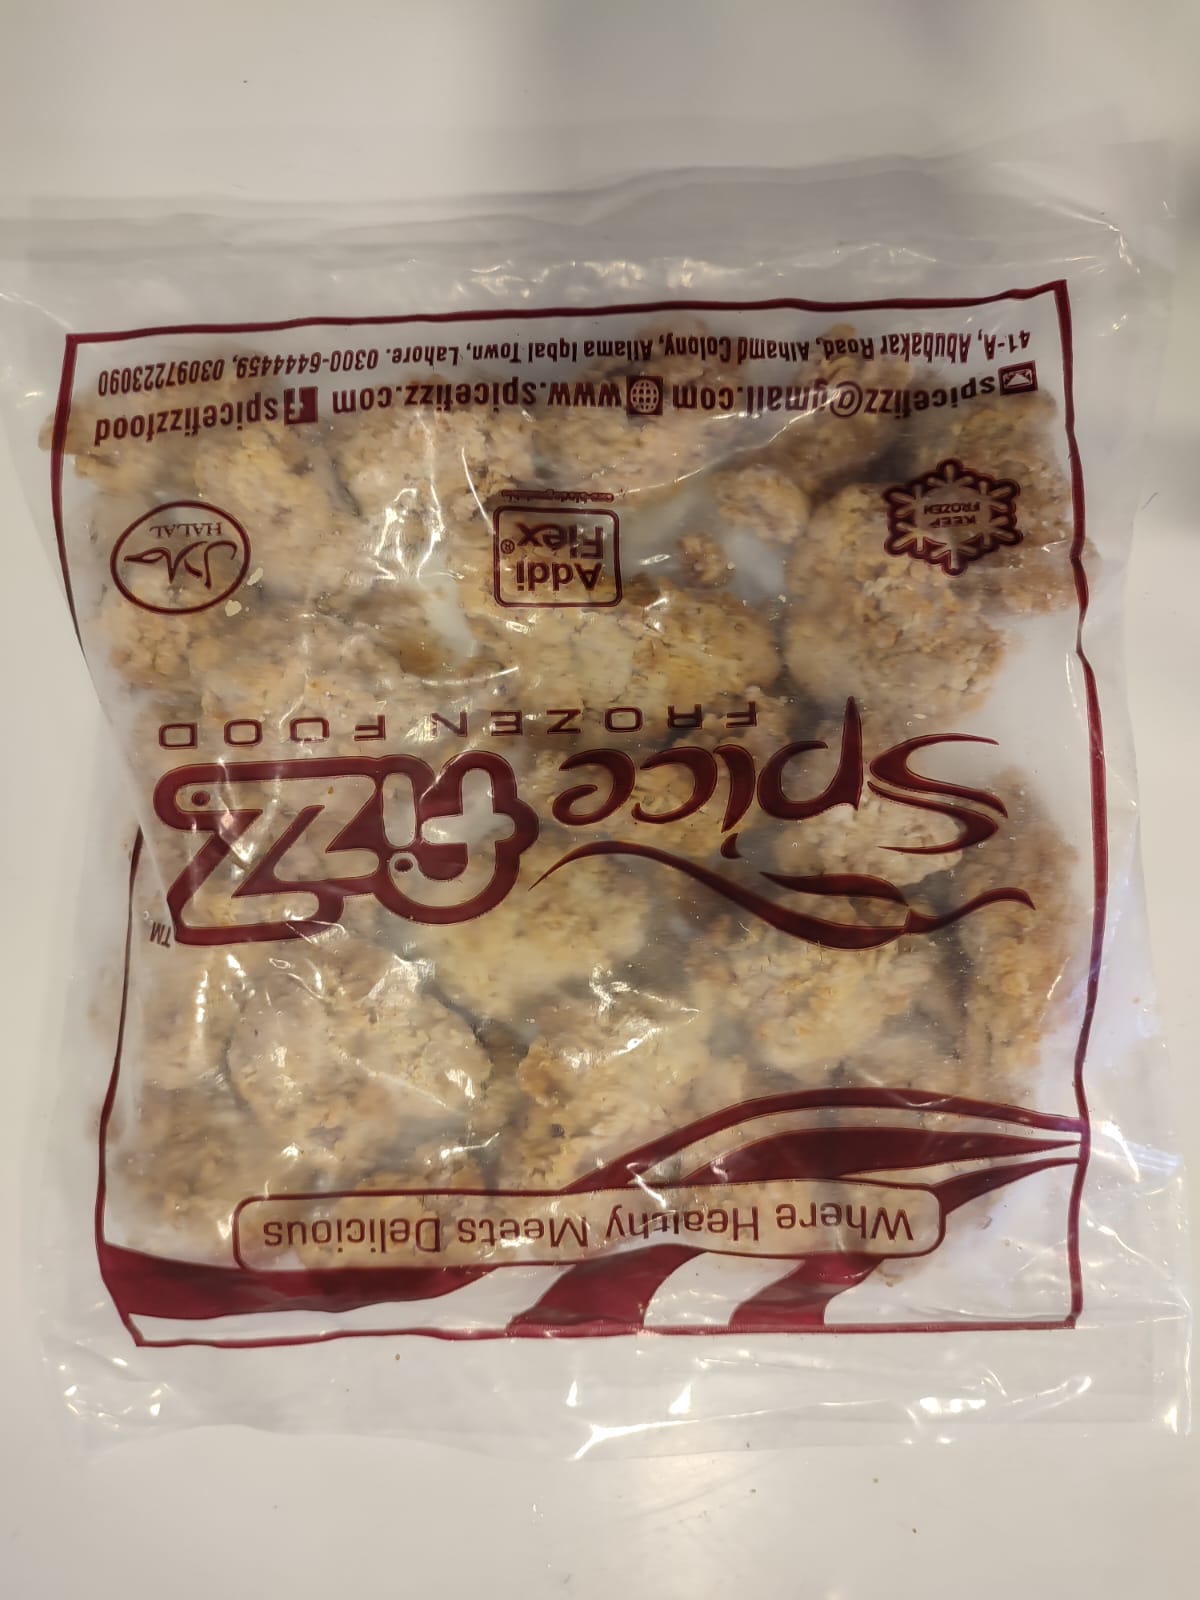 Where Healthy Meets Delicious
Spice fizz TM
FROZEN FOOD
KEEP FROZEN
Addi Flex®
حلال
HALAL
spicefizz@gmail.com www.spicefizz.com spicefizzfood
41-A, Abubakar Road, Alhamd Colony, Allama Iqbal Town, Lahore. 0300-6444459, 03097223090